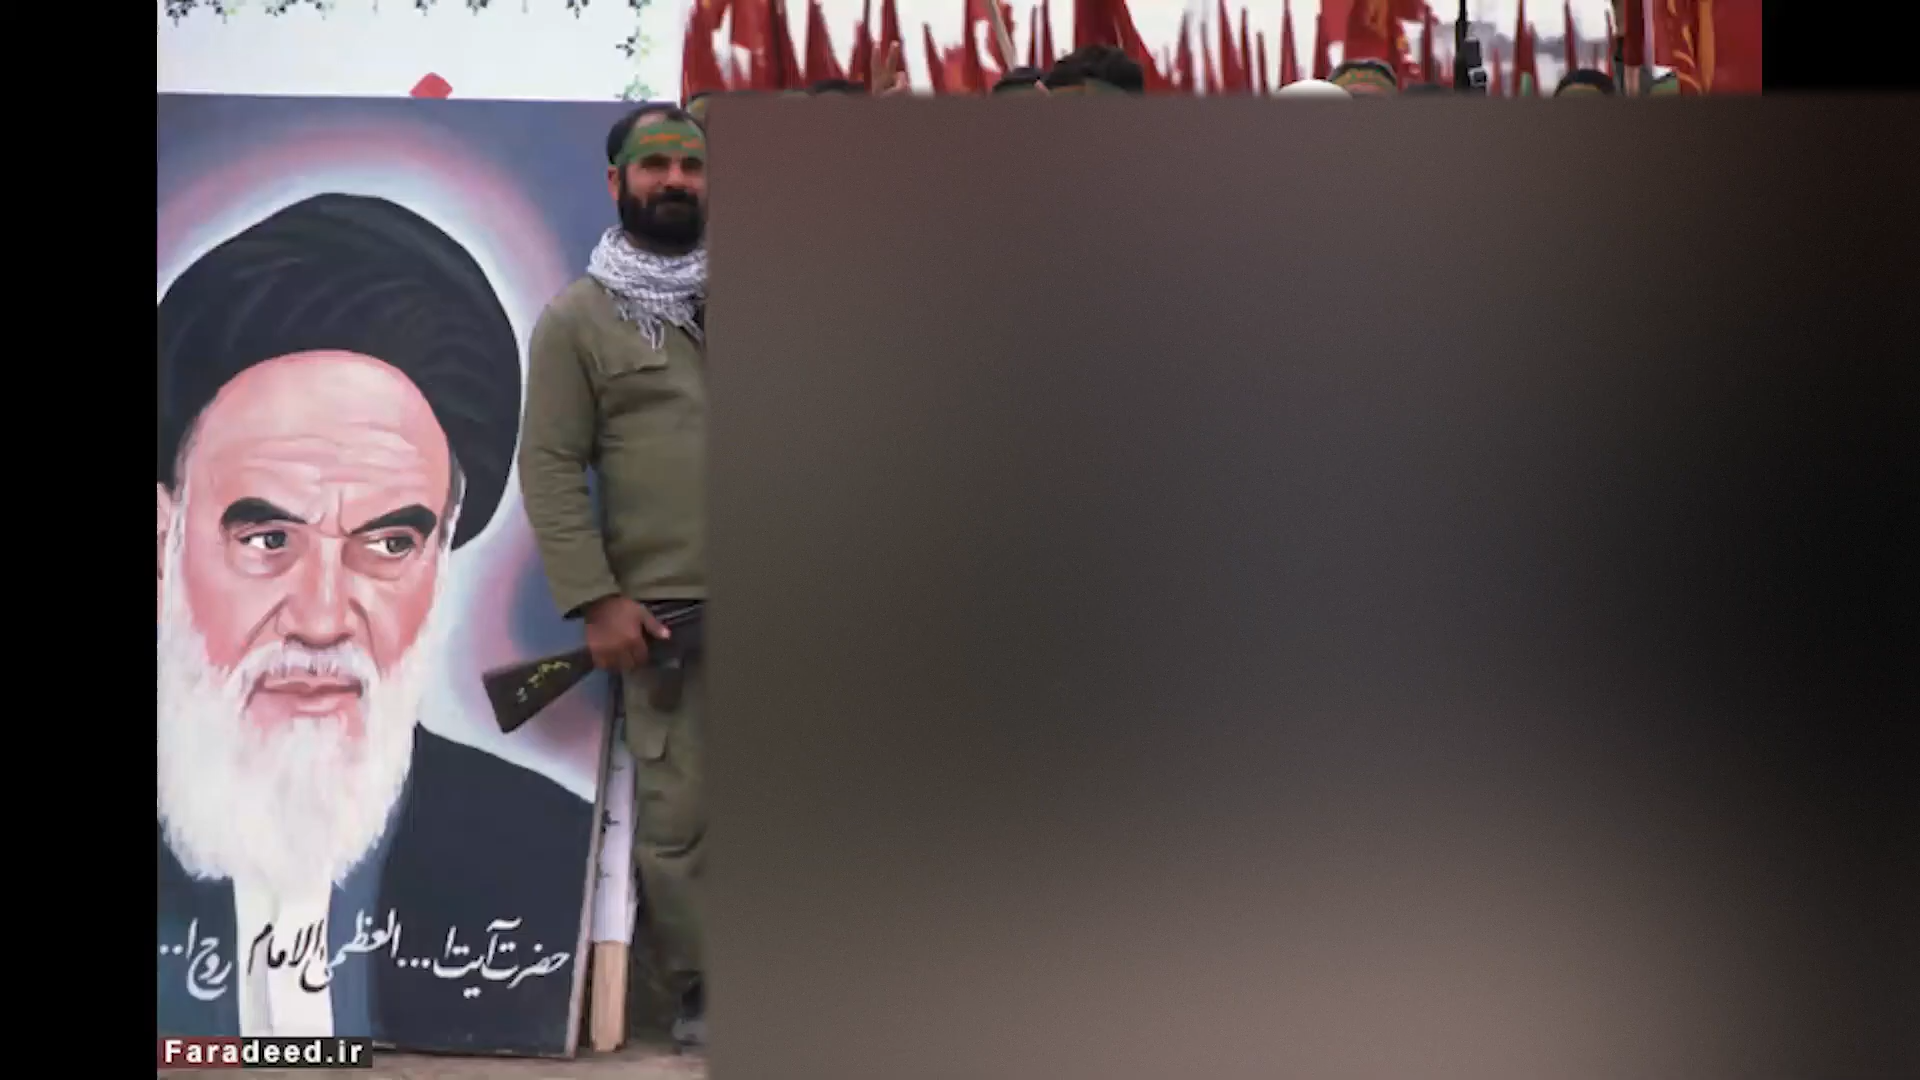 حضرت آیت ا... العظمی الامام روح ا..
Faradeed.ir